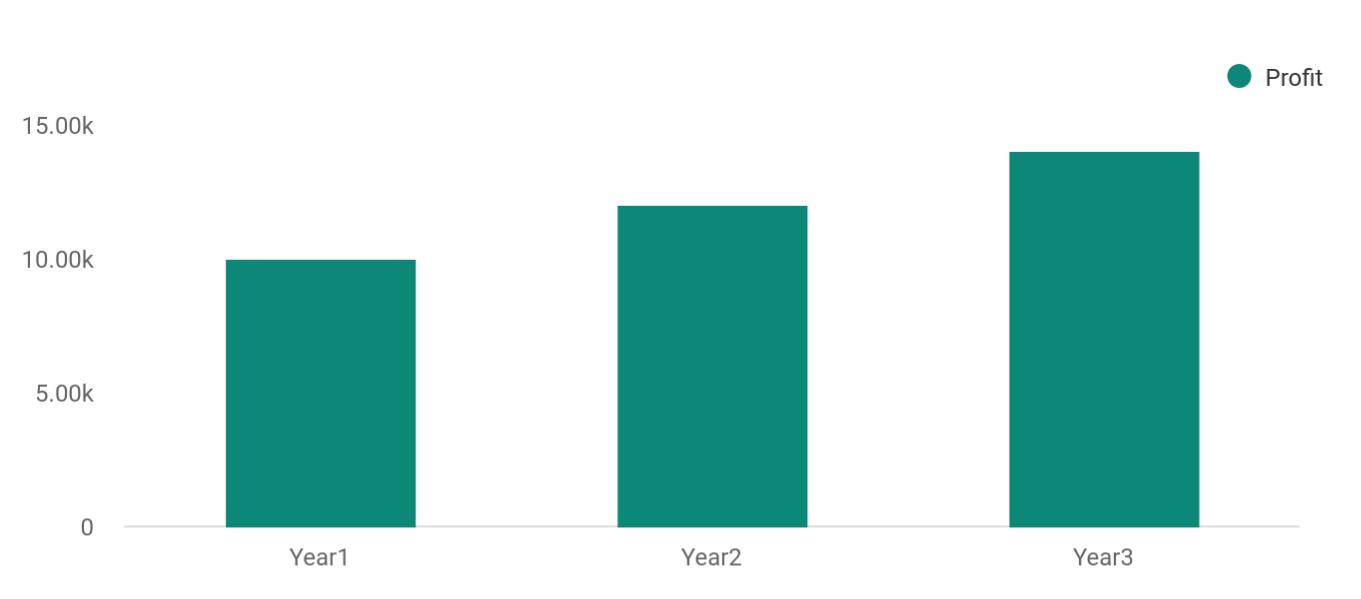 Profit
15.00k
10.00k
5.00k
0
Year1 Year2 Year3